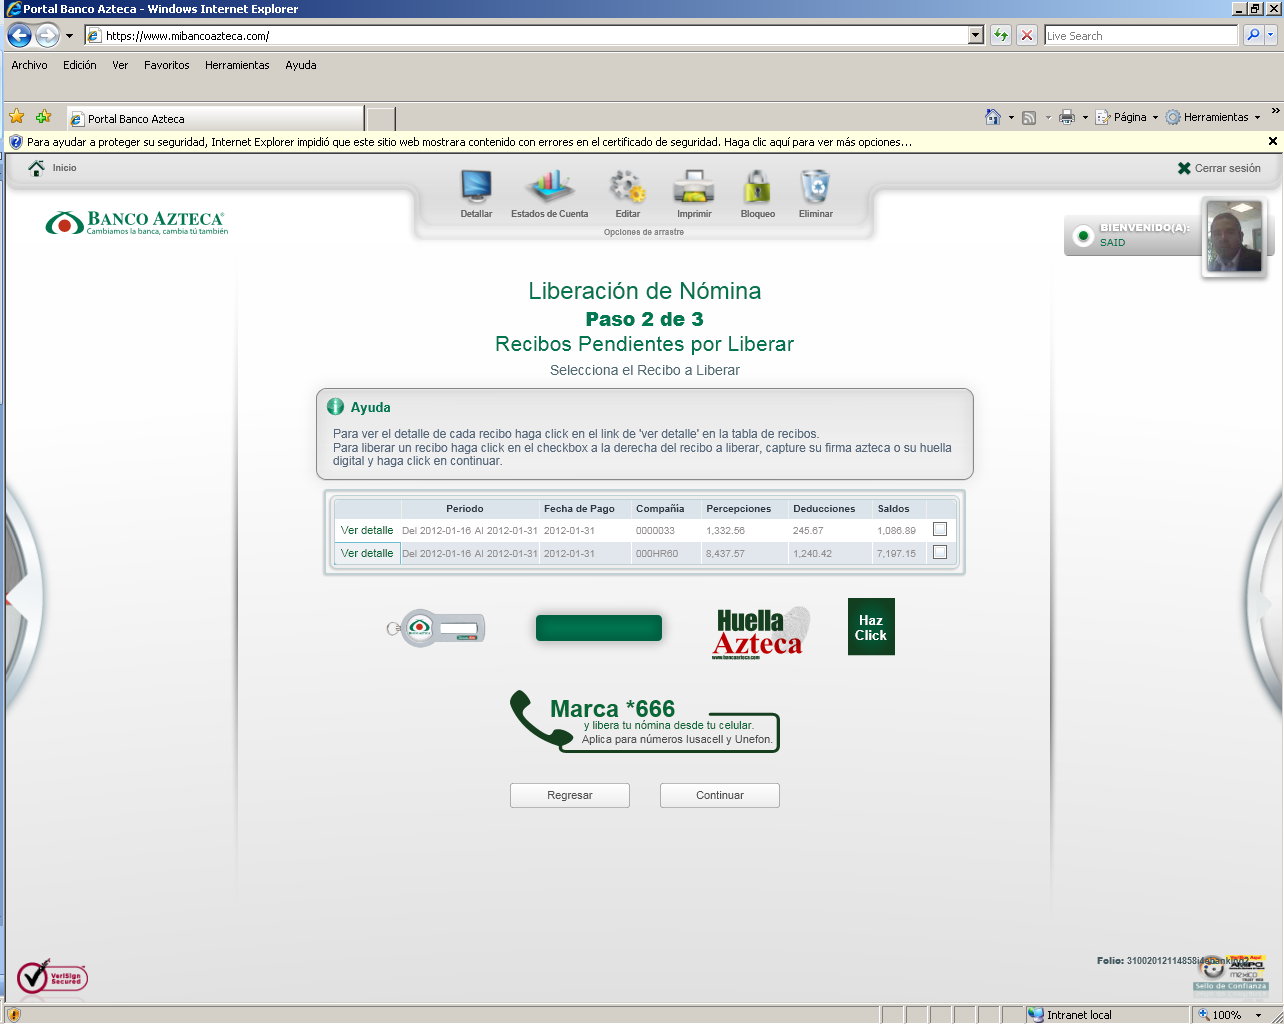 Portal Banco Azteca - Windows Internet Explorer
https://www.mibancoazteca.com/
Live Search
Archivo Edición Ver Favoritos Herramientas Ayuda
Portal Banco Azteca
Página Herramientas
Para ayudar a proteger su seguridad, Internet Explorer impidió que este sitio web mostrara contenido con errores en el certificado de seguridad. Haga clic aquí para ver más opciones...
Inicio
Cerrar sesión
Detallar Estados de Cuenta Editar Imprimir Bloqueo Eliminar
Opciones de arrastre
BANCO AZTECA
Cambiamos la banca, cambia tú también
BIENVENIDO(A):
SAID
Liberación de Nómina
Paso 2 de 3
Recibos Pendientes por Liberar
Selecciona el Recibo a Liberar
Ayuda
Para ver el detalle de cada recibo haga click en el link de 'ver detalle' en la tabla de recibos.
Para liberar un recibo haga click en el checkbox a la derecha del recibo a liberar, capture su firma azteca o su huella
digital y haga click en continuar.
Periodo Fecha de Pago Compañia Percepciones Deducciones Saldos
Ver detalle Del 2012-01-16 Al 2012-01-31 2012-01-31 0000033 1,332.56 245.67 1,086.89
Ver detalle Del 2012-01-16 Al 2012-01-31 2012-01-31 000HR60 8,437.57 1,240.42 7,197.15
Huella
Azteca
www.bancoazteca.com
Haz
Click
Marca *666
y libera tu nómina desde tu celular.
Aplica para números Iusacell y Unefon.
Regresar
Continuar
VeriSign
Secured
Folio:
AMIPCI
MEXICO
Sello de Confianza
Intranet local
100%